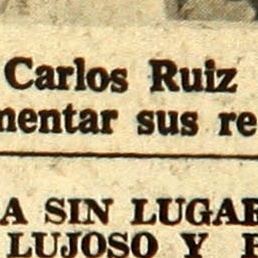 Carlos Ruiz
mentar sus re
A SIN LUGAR
LUJOSO Y